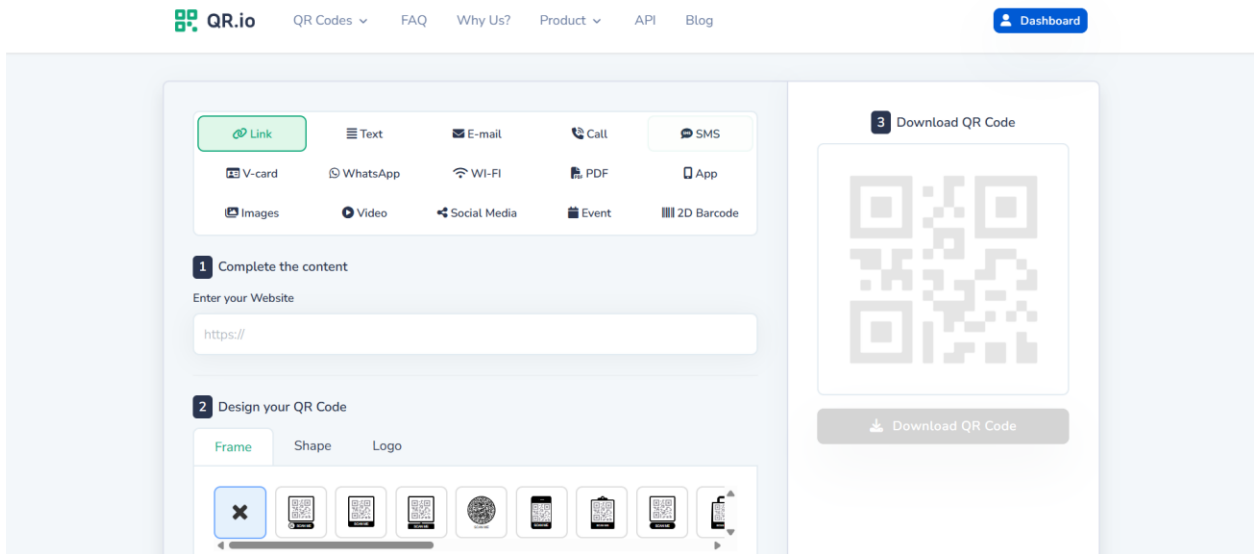 QR.io QR Codes FAQ Why Us? Product API Blog Dashboard
Link Text E-mail Call SMS
V-card WhatsApp WI-FI PDF App
Images Video Social Media Event 2D Barcode
1 Complete the content
Enter your Website
https://
2 Design your QR Code
Frame Shape Logo
3 Download QR Code
Download QR Code